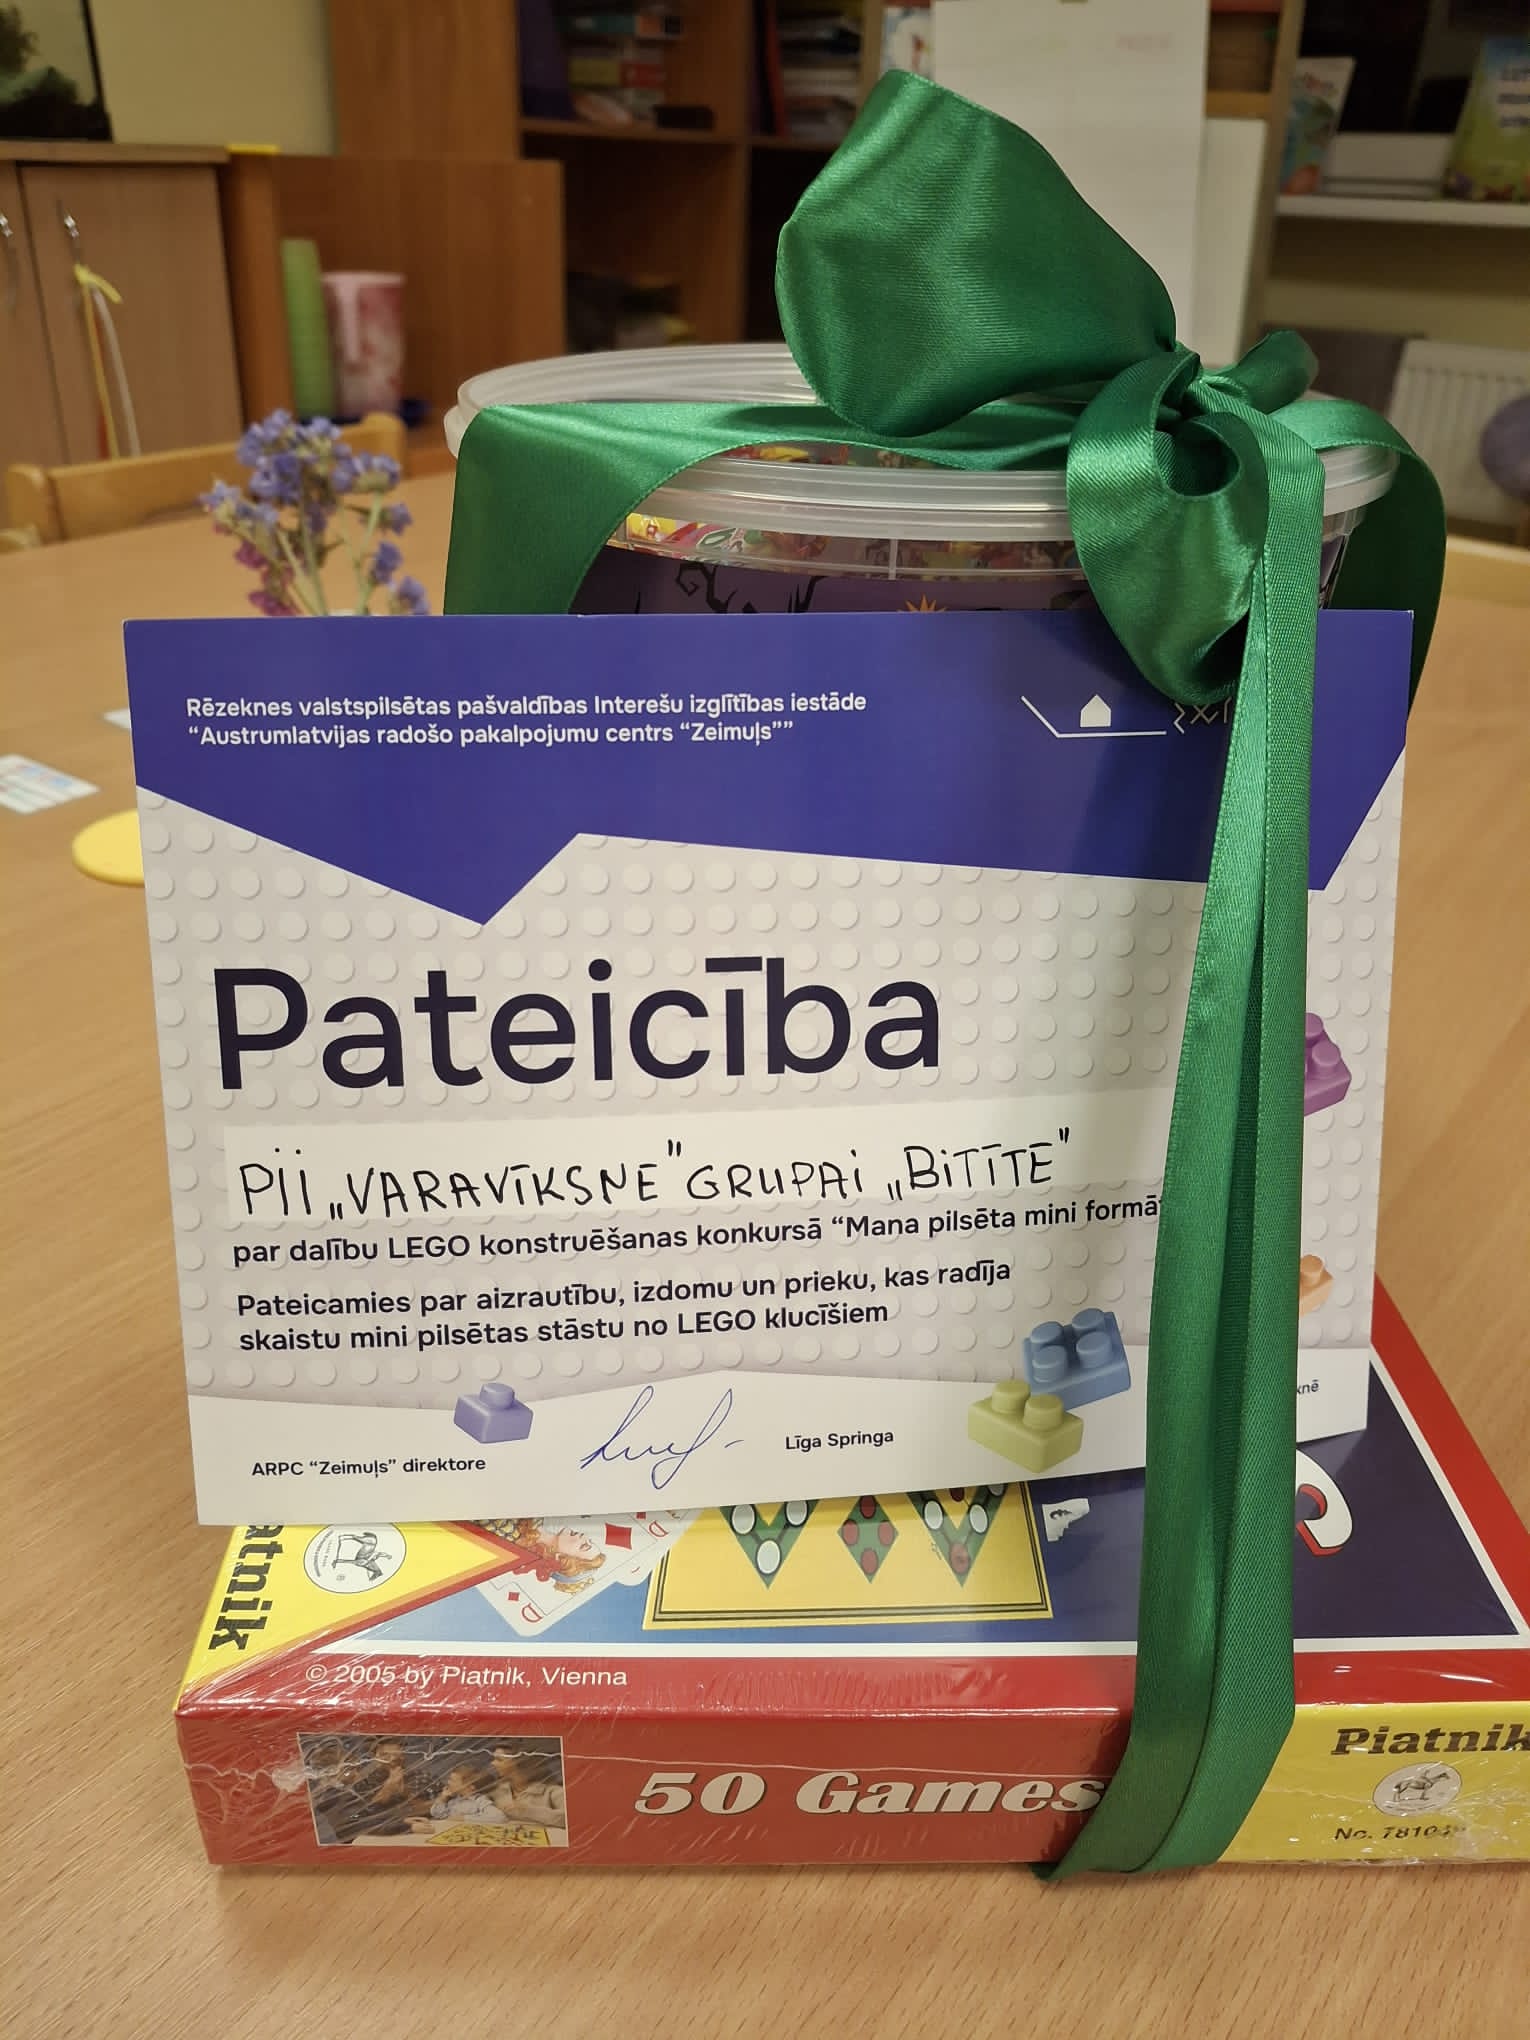 Rēzeknes valstspilsētas pašvaldības Interešu izglītības iestāde
“Austrumlatvijas radošo pakalpojumu centrs “Zeimuļs””
Pateicība
PII „VARAVĪKSNE” GRUPAI „BITĪTE”
par dalību LEGO konstruēšanas konkursā “Mana pilsēta mini
Pateicamies par aizrautību, izdomu un prieku, kas radīja
skaistu mini pilsētas stāstu no LEGO klucīšiem
ARPC “Zeimuļs” direktore
Līga Springa
© 2005 by Piatnik, Vienna
50 Games
Piatnik